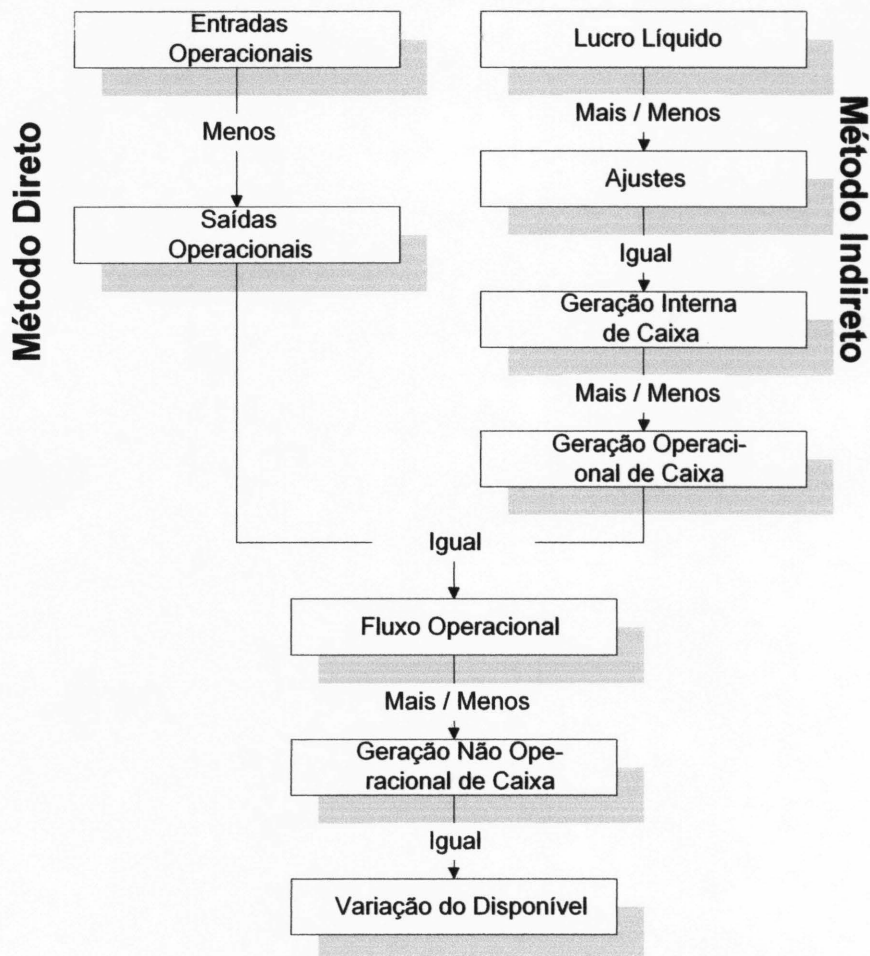 Método Direto
Entradas
Operacionais
Menos
Saídas
Operacionais
Lucro Líquido
Mais / Menos
Ajustes
Igual
Geração Interna
de Caixa
Mais / Menos
Geração Operaci-
onal de Caixa
Método Indireto
Igual
Fluxo Operacional
Mais / Menos
Geração Não Ope-
racional de Caixa
Igual
Variação do Disponível